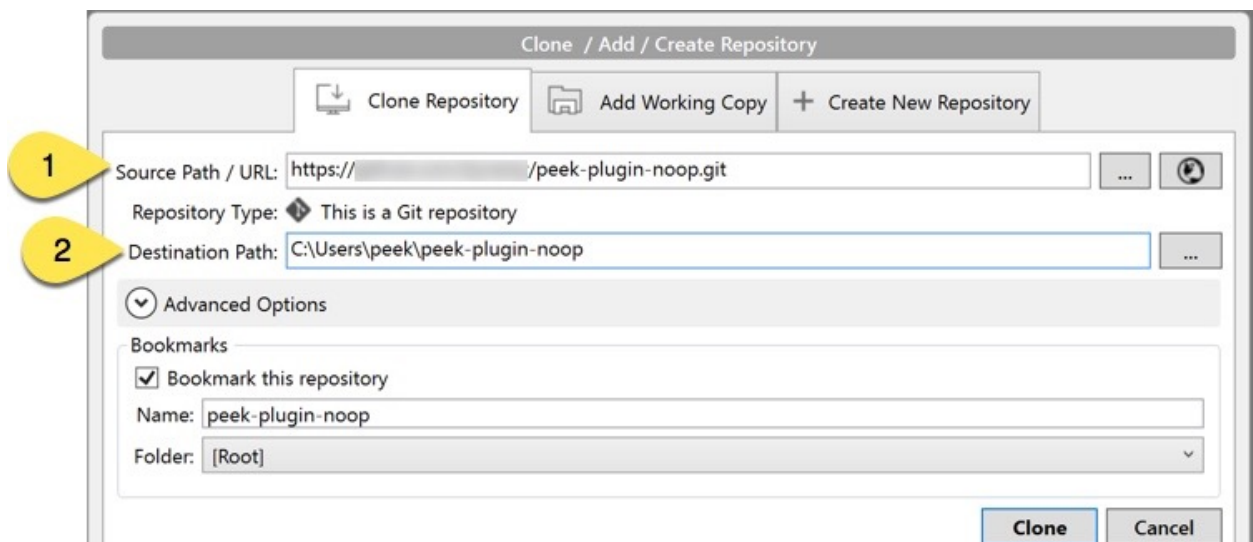 Clone / Add / Create Repository
Clone Repository
Add Working Copy
+ Create New Repository
1
Source Path / URL: https:// /peek-plugin-noop.git ...
Repository Type: This is a Git repository
2
Destination Path: C:\Users\peek\peek-plugin-noop ...
Advanced Options
Bookmarks
Bookmark this repository
Name: peek-plugin-noop
Folder: [Root]
Clone Cancel